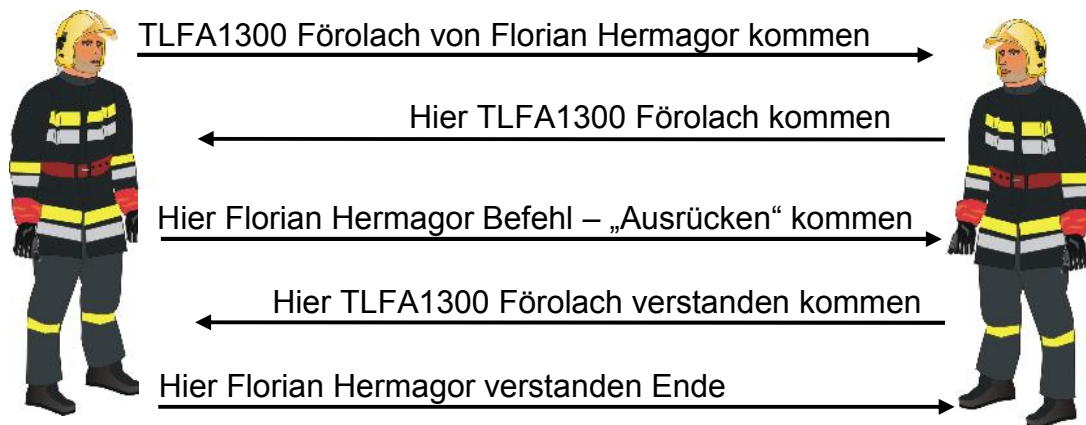 TLFA1300 Förolach von Florian Hermagor kommen
Hier TLFA1300 Förolach kommen
Hier Florian Hermagor Befehl – „Ausrücken“ kommen
Hier TLFA1300 Förolach verstanden kommen
Hier Florian Hermagor verstanden Ende